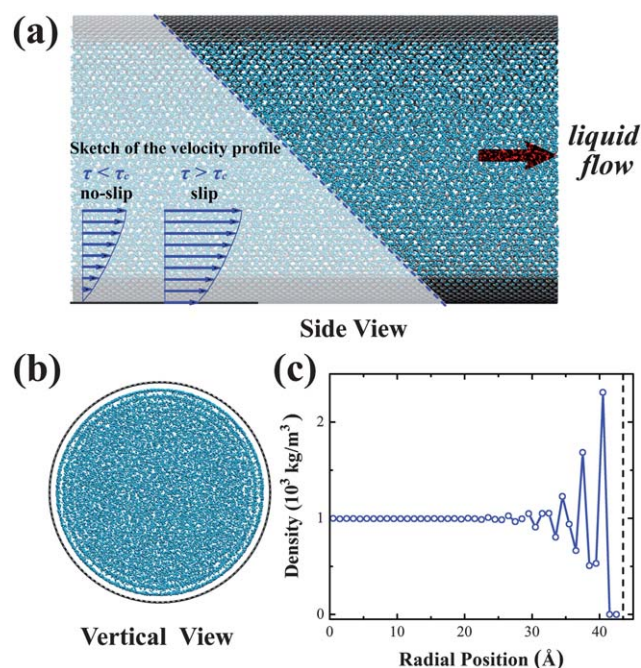 (a)
Sketch of the velocity profile
τ < τc τ > τc
no-slip slip
liquid
flow
Side View
(b)
Vertical View
(c)
Density (10³ kg/m³)
2
1
0
0 10 20 30 40
Radial Position (Å)